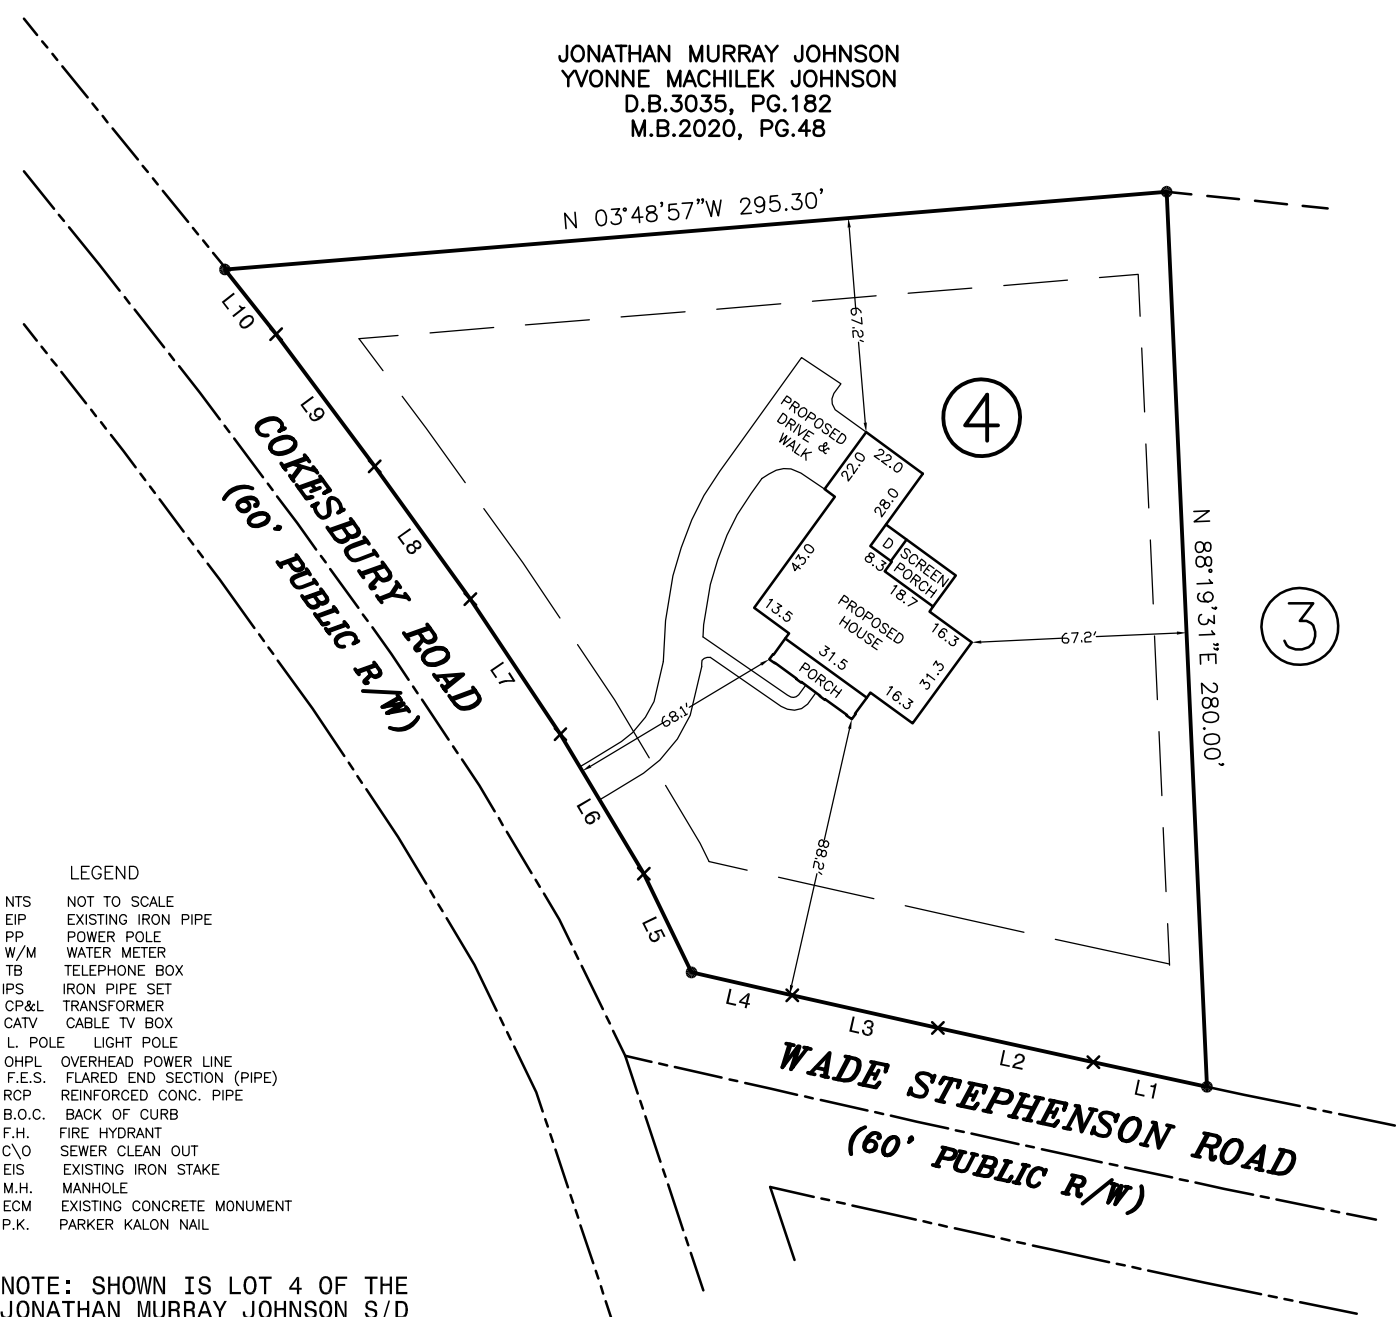 JONATHAN MURRAY JOHNSON
YVONNE MACHILEK JOHNSON
D.B.3035, PG.182
M.B.2020, PG.48
N 03°48'57"W 295.30'
L10
L9
L8
L7
L6
L5
L4
L3
L2
L1
COKESBURY ROAD
(60' PUBLIC R/W)
67.2'
4
PROPOSED
DRIVE &
WALK
22.0
22.0
28.0
43.0
D
SCREEN
PORCH
8.3
18.7
13.5
PROPOSED
HOUSE
16.3
31.5
31.3
PORCH
16.3
67.2'
68.1'
88.2'
N 88°19'31"E 280.00'
3
WADE STEPHENSON ROAD
(60' PUBLIC R/W)
LEGEND
NTS NOT TO SCALE
EIP EXISTING IRON PIPE
PP POWER POLE
W/M WATER METER
TB TELEPHONE BOX
IPS IRON PIPE SET
CP&L TRANSFORMER
CATV CABLE TV BOX
L. POLE LIGHT POLE
OHPL OVERHEAD POWER LINE
F.E.S. FLARED END SECTION (PIPE)
RCP REINFORCED CONC. PIPE
B.O.C. BACK OF CURB
F.H. FIRE HYDRANT
C\O SEWER CLEAN OUT
EIS EXISTING IRON STAKE
M.H. MANHOLE
ECM EXISTING CONCRETE MONUMENT
P.K. PARKER KALON NAIL
NOTE: SHOWN IS LOT 4 OF THE
JONATHAN MURRAY JOHNSON S/D